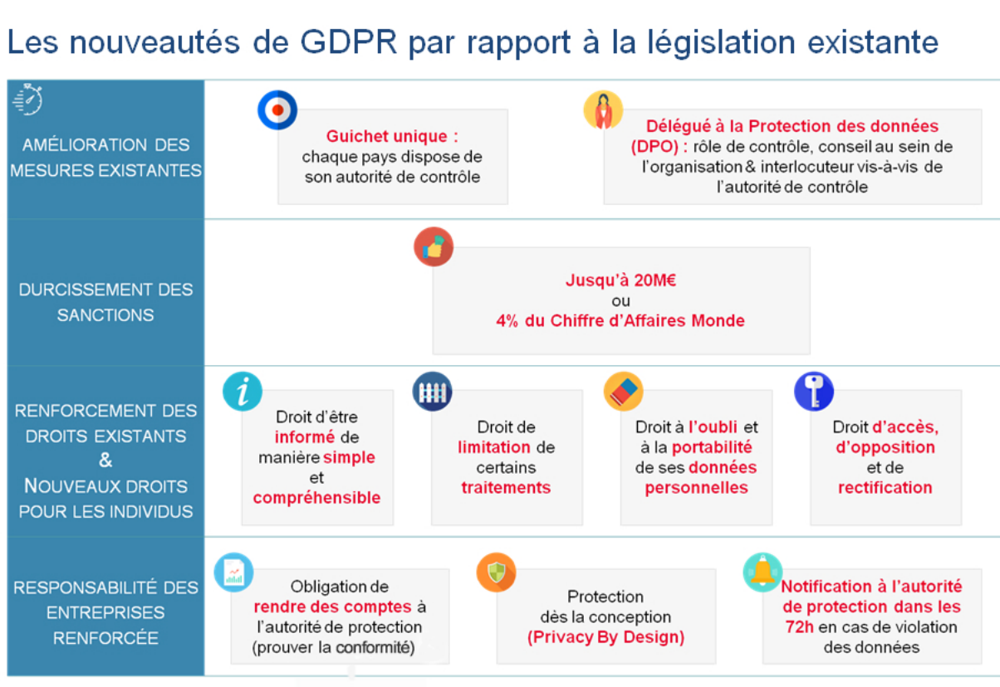 Les nouveautés de GDPR par rapport à la législation existante
AMÉLIORATION DES
MESURES EXISTANTES
Guichet unique :
chaque pays dispose de
son autorité de contrôle
Délégué à la Protection des données
(DPO) : rôle de contrôle, conseil au sein de
l'organisation & interlocuteur vis-à-vis de
l'autorité de contrôle
DURCISSEMENT DES
SANCTIONS
Jusqu'à 20M€
ou
4% du Chiffre d'Affaires Monde
RENFORCEMENT DES
DROITS EXISTANTS
&
NOUVEAUX DROITS
POUR LES INDIVIDUS
Droit d'être
informé de
manière simple
et
compréhensible
Droit de
limitation de
certains
traitements
Droit à l'oubli et
à la portabilité
de ses données
personnelles
Droit d'accès,
d'opposition
et de
rectification
RESPONSABILITÉ DES
ENTREPRISES
RENFORCÉE
Obligation de
rendre des comptes à
l'autorité de protection
(prouver la conformité)
Protection
dès la conception
(Privacy By Design)
Notification à l'autorité
de protection dans les
72h en cas de violation
des données